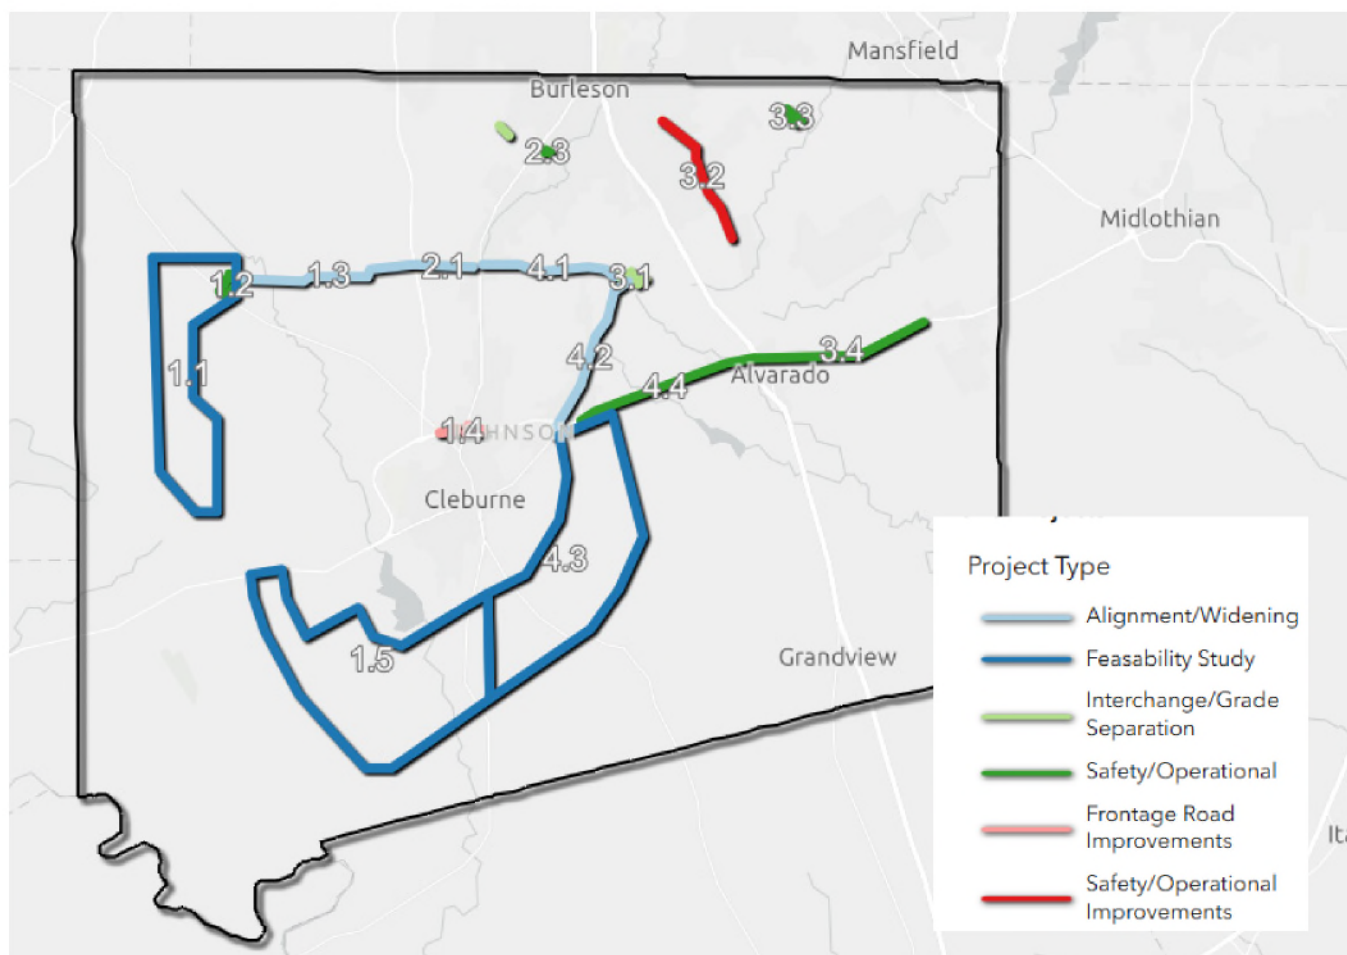 Mansfield
Burleson
3.3
2.3
3.2
Midlothian
1.2
1.3
2.1
4.1
3.1
4.2
3.4
1.1
4.4
Alvarado
1.4
HNSON
Cleburne
4.3
1.5
Grandview
Project Type
Alignment/Widening
Feasability Study
Interchange/Grade
Separation
Safety/Operational
Frontage Road
Improvements
Safety/Operational
Improvements
Ita